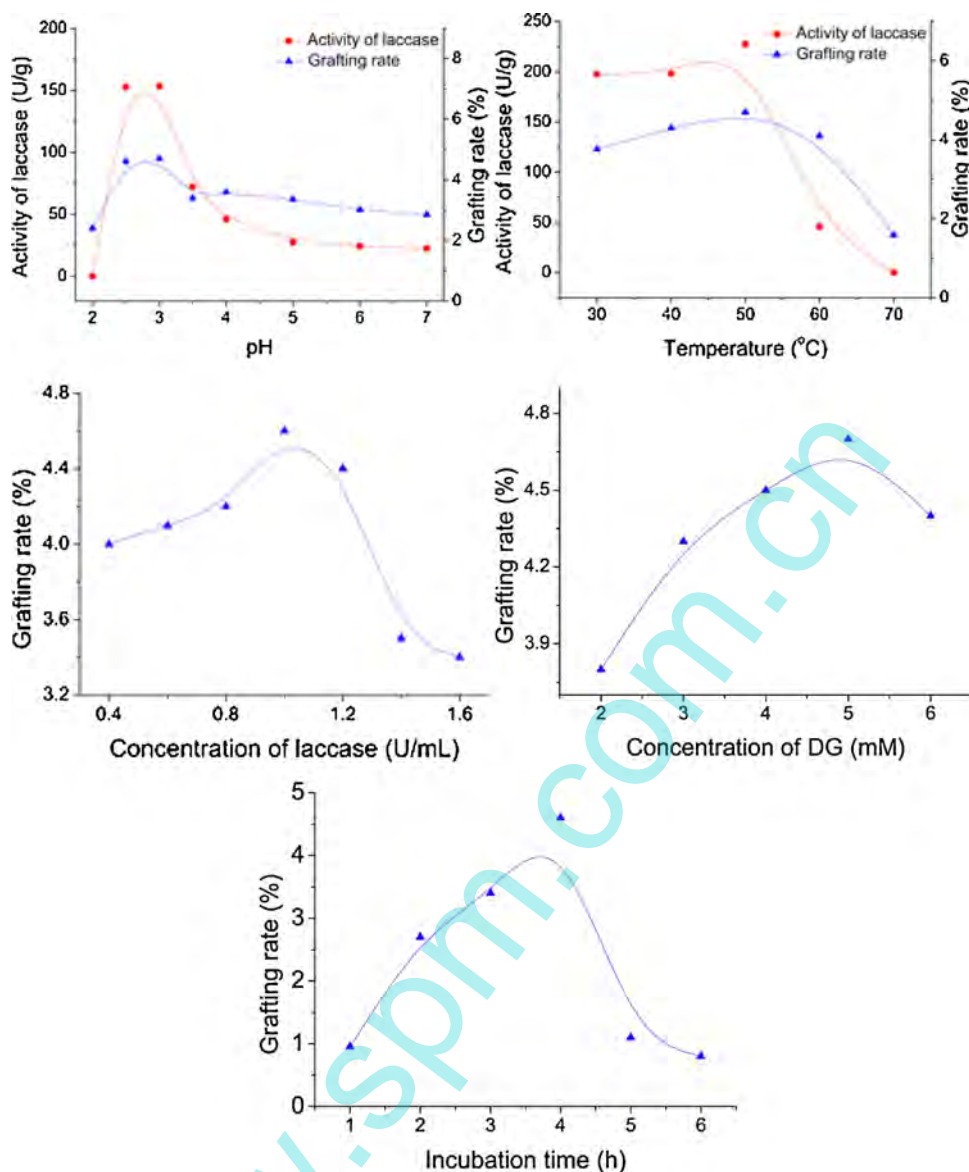 Activity of laccase (U/g)
200
150
100
50
0
Activity of laccase
Grafting rate
8
6
4
2
0
Grafting rate (%)
2 3 4 5 6 7
pH
Activity of laccase (U/g)
250
200
150
100
50
0
Activity of laccase
Grafting rate
6
4
2
0
Grafting rate (%)
30 40 50 60 70
Temperature (°C)
Grafting rate (%)
4.8
4.4
4.0
3.6
3.2
0.4 0.8 1.2 1.6
Concentration of laccase (U/mL)
Grafting rate (%)
4.8
4.5
4.2
3.9
2 3 4 5 6
Concentration of DG (mM)
Grafting rate (%)
5
4
3
2
1
0
1 2 3 4 5 6
Incubation time (h)
.spm.com.cn